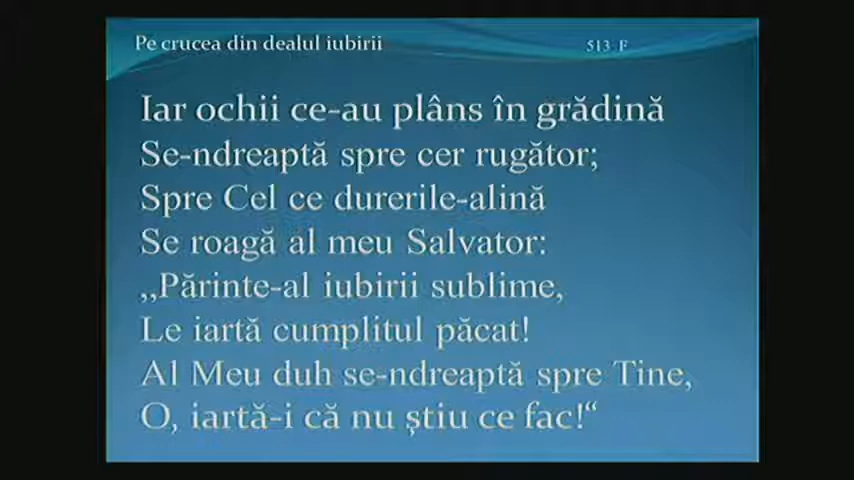 Pe crucea din dealul iubirii 513 F
Iar ochii ce-au plâns în grădină
Se-ndreaptă spre cer rugător;
Spre Cel ce durerile-alină
Se roagă al meu Salvator:
,,Părinte-al iubirii sublime,
Le iartă cumplitul păcat!
Al Meu duh se-ndreaptă spre Tine,
O, iartă-i că nu știu ce fac!“